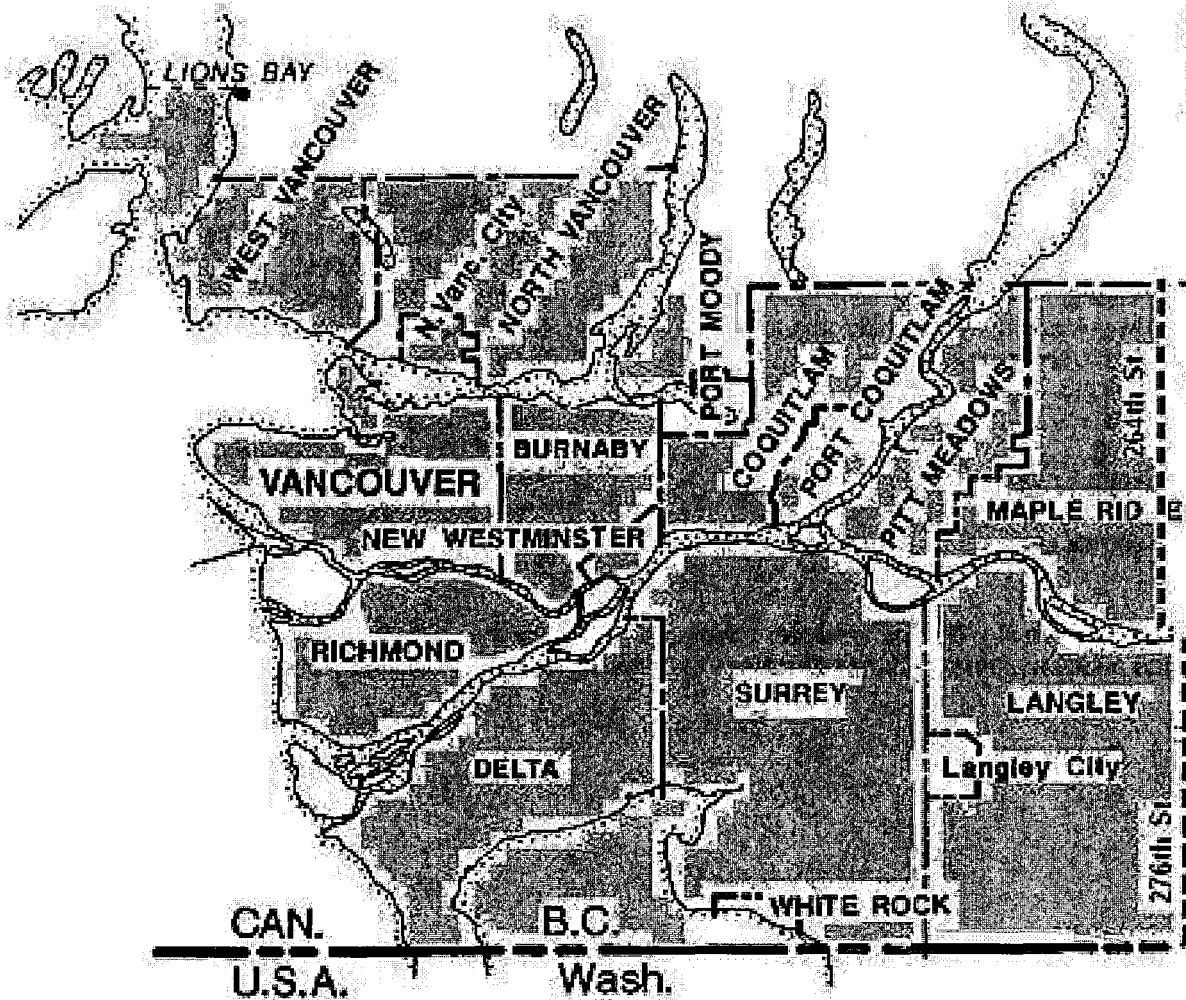 LIONS BAY
WEST VANCOUVER
N. Vanc. City
NORTH VANCOUVER
PORT MOODY
COQUITLAM
PORT COQUITLAM
PITT MEADOWS
264th St
BURNABY
VANCOUVER
MAPLE RID E
NEW WESTMINSTER
RICHMOND
SURREY
LANGLEY
DELTA
Langley City
276th St
WHITE ROCK
CAN.
B.C.
U.S.A.
Wash.